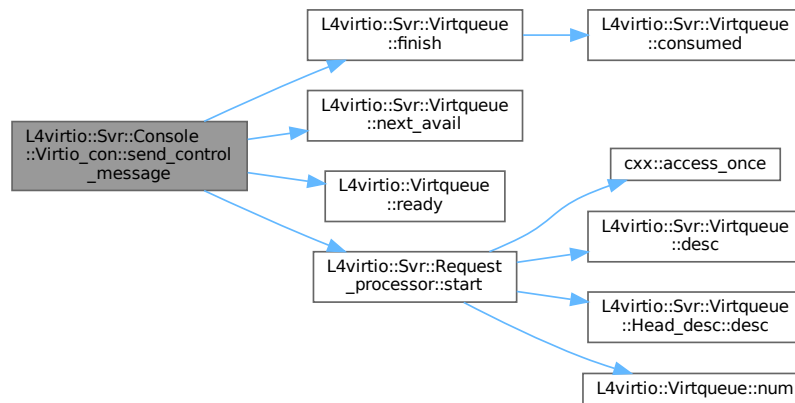 L4virtio::Svr::Console
::Virtio_con::send_control
_message
L4virtio::Svr::Virtqueue
::finish
L4virtio::Svr::Virtqueue
::consumed
L4virtio::Svr::Virtqueue
::next_avail
L4virtio::Virtqueue
::ready
L4virtio::Svr::Request
_processor::start
cxx::access_once
L4virtio::Svr::Virtqueue
::desc
L4virtio::Svr::Virtqueue
::Head_desc::desc
L4virtio::Virtqueue::num